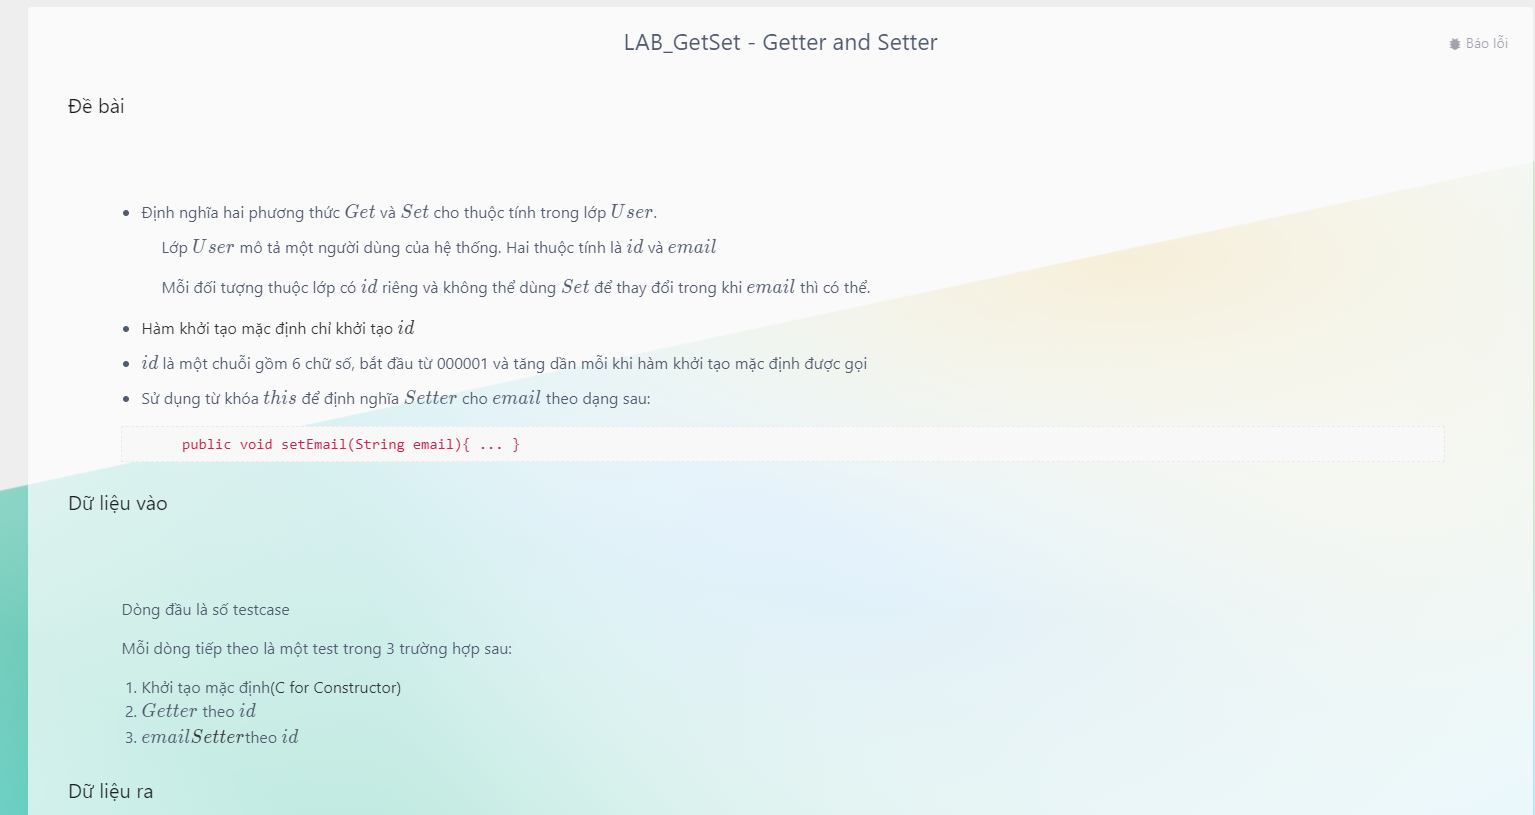 LAB_GetSet - Getter and Setter
Báo lỗi
Đề bài
Định nghĩa hai phương thức Get và Set cho thuộc tính trong lớp User.
Lớp User mô tả một người dùng của hệ thống. Hai thuộc tính là id và email
Mỗi đối tượng thuộc lớp có id riêng và không thể dùng Set để thay đổi trong khi email thì có thể.
Hàm khởi tạo mặc định chỉ khởi tạo id
id là một chuỗi gồm 6 chữ số, bắt đầu từ 000001 và tăng dần mỗi khi hàm khởi tạo mặc định được gọi
Sử dụng từ khóa this để định nghĩa Setter cho email theo dạng sau:
public void setEmail(String email){ ... }
Dữ liệu vào
Dòng đầu là số testcase
Mỗi dòng tiếp theo là một test trong 3 trường hợp sau:
1. Khởi tạo mặc định(C for Constructor)
2. Getter theo id
3. emailSettertheo id
Dữ liệu ra